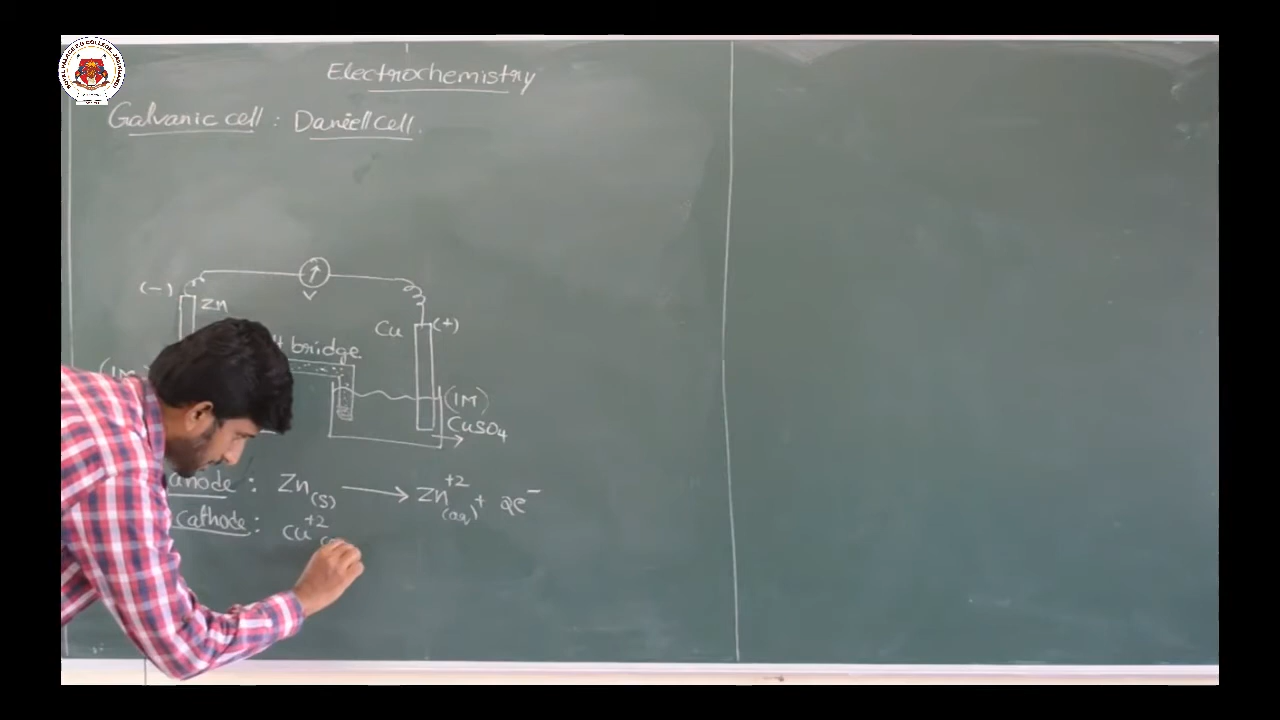 Electrochemistry
Galvanic cell : Daniell Cell.
(-)
Zn
V
Cu
(+)
bridge
(1M)
(1M)
CuSO4
anode : Zn(s) ⟶ Zn+2(aq) + 2e-
cathode : Cu+2